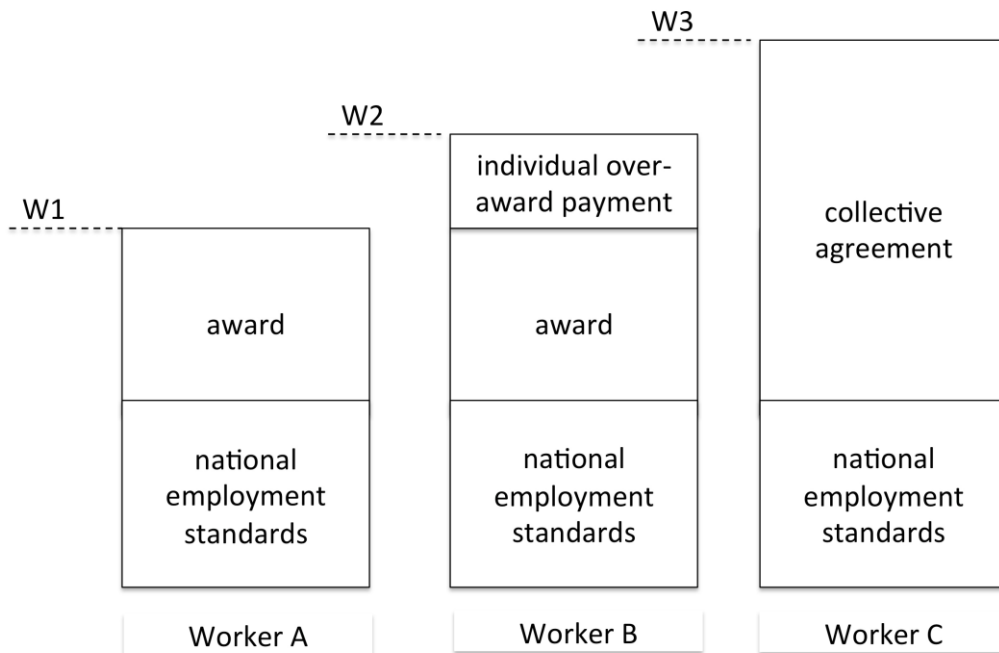 W3
W2
individual over-
award payment
W1
collective
agreement
award
award
national
employment
standards
national
employment
standards
national
employment
standards
Worker A
Worker B
Worker C